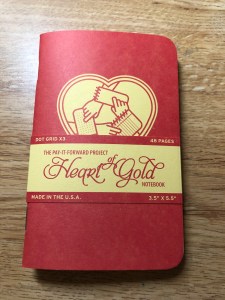 DOT GRID X3 48 PAGES
THE PAY-IT-FORWARD PROJECT
Heart of Gold
NOTEBOOK
MADE IN THE U.S.A. 3.5" X 5.5"